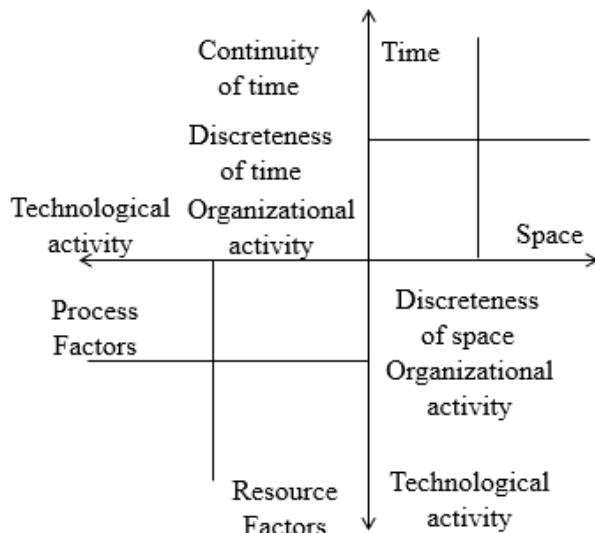 Continuity
of time
Time
Discreteness
of time
Technological
activity
Organizational
activity
Space
Process
Factors
Discreteness
of space
Organizational
activity
Resource
Factors
Technological
activity